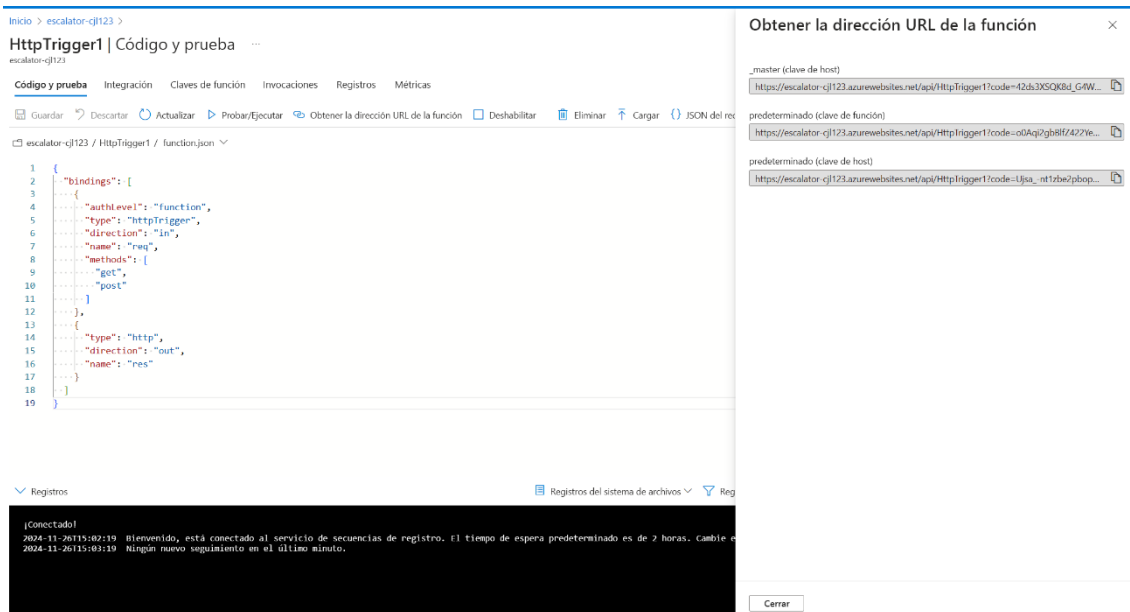 Inicio > escalator-cjl123 >
HttpTrigger1 | Código y prueba ...
escalator-cjl123
Código y prueba Integración Claves de función Invocaciones Registros Métricas
Guardar Descartar Actualizar Probar/Ejecutar Obtener la dirección URL de la función Deshabilitar Eliminar Cargar {} JSON del rec
escalator-cjl123 / HttpTrigger1 / function.json
1 {
2 "bindings": [
3 {
4 "authLevel": "function",
5 "type": "httpTrigger",
6 "direction": "in",
7 "name": "req",
8 "methods": [
9 "get",
10 "post"
11 ]
12 },
13 {
14 "type": "http",
15 "direction": "out",
16 "name": "res"
17 }
18 ]
19 }
Registros Registros del sistema de archivos Reg
¡Conectado!
2024-11-26T15:02:19 Bienvenido, está conectado al servicio de secuencias de registro. El tiempo de espera predeterminado es de 2 horas. Cambie e
2024-11-26T15:03:19 Ningún nuevo seguimiento en el último minuto.
Obtener la dirección URL de la función
_master (clave de host)
https://escalator-cjl123.azurewebsites.net/api/HttpTrigger1?code=42ds3XSQK8d_G4W...
predeterminado (clave de función)
https://escalator-cjl123.azurewebsites.net/api/HttpTrigger1?code=o0Aqi2gb8lfZ422Ye...
predeterminado (clave de host)
https://escalator-cjl123.azurewebsites.net/api/HttpTrigger1?code=Ujsa_-nt1zbe2pbop...
Cerrar